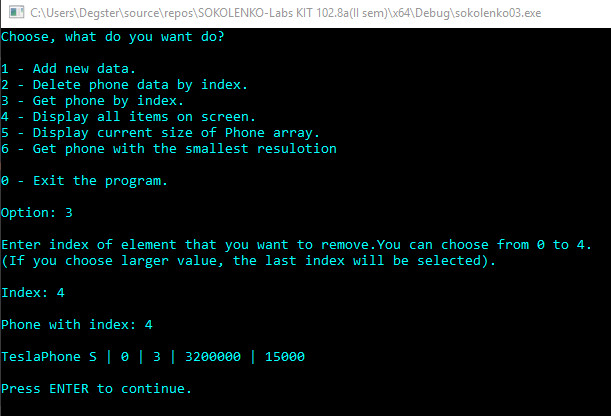 C:\Users\Degster\source\repos\SOKOLENKO-Labs KIT 102.8a(II sem)\x64\Debug\sokolenko03.exe
Choose, what do you want do?
1 - Add new data.
2 - Delete phone data by index.
3 - Get phone by index.
4 - Display all items on screen.
5 - Display current size of Phone array.
6 - Get phone with the smallest resulotion
0 - Exit the program.
Option: 3
Enter index of element that you want to remove.You can choose from 0 to 4.
(If you choose larger value, the last index will be selected).
Index: 4
Phone with index: 4
TeslaPhone S | 0 | 3 | 3200000 | 15000
Press ENTER to continue.